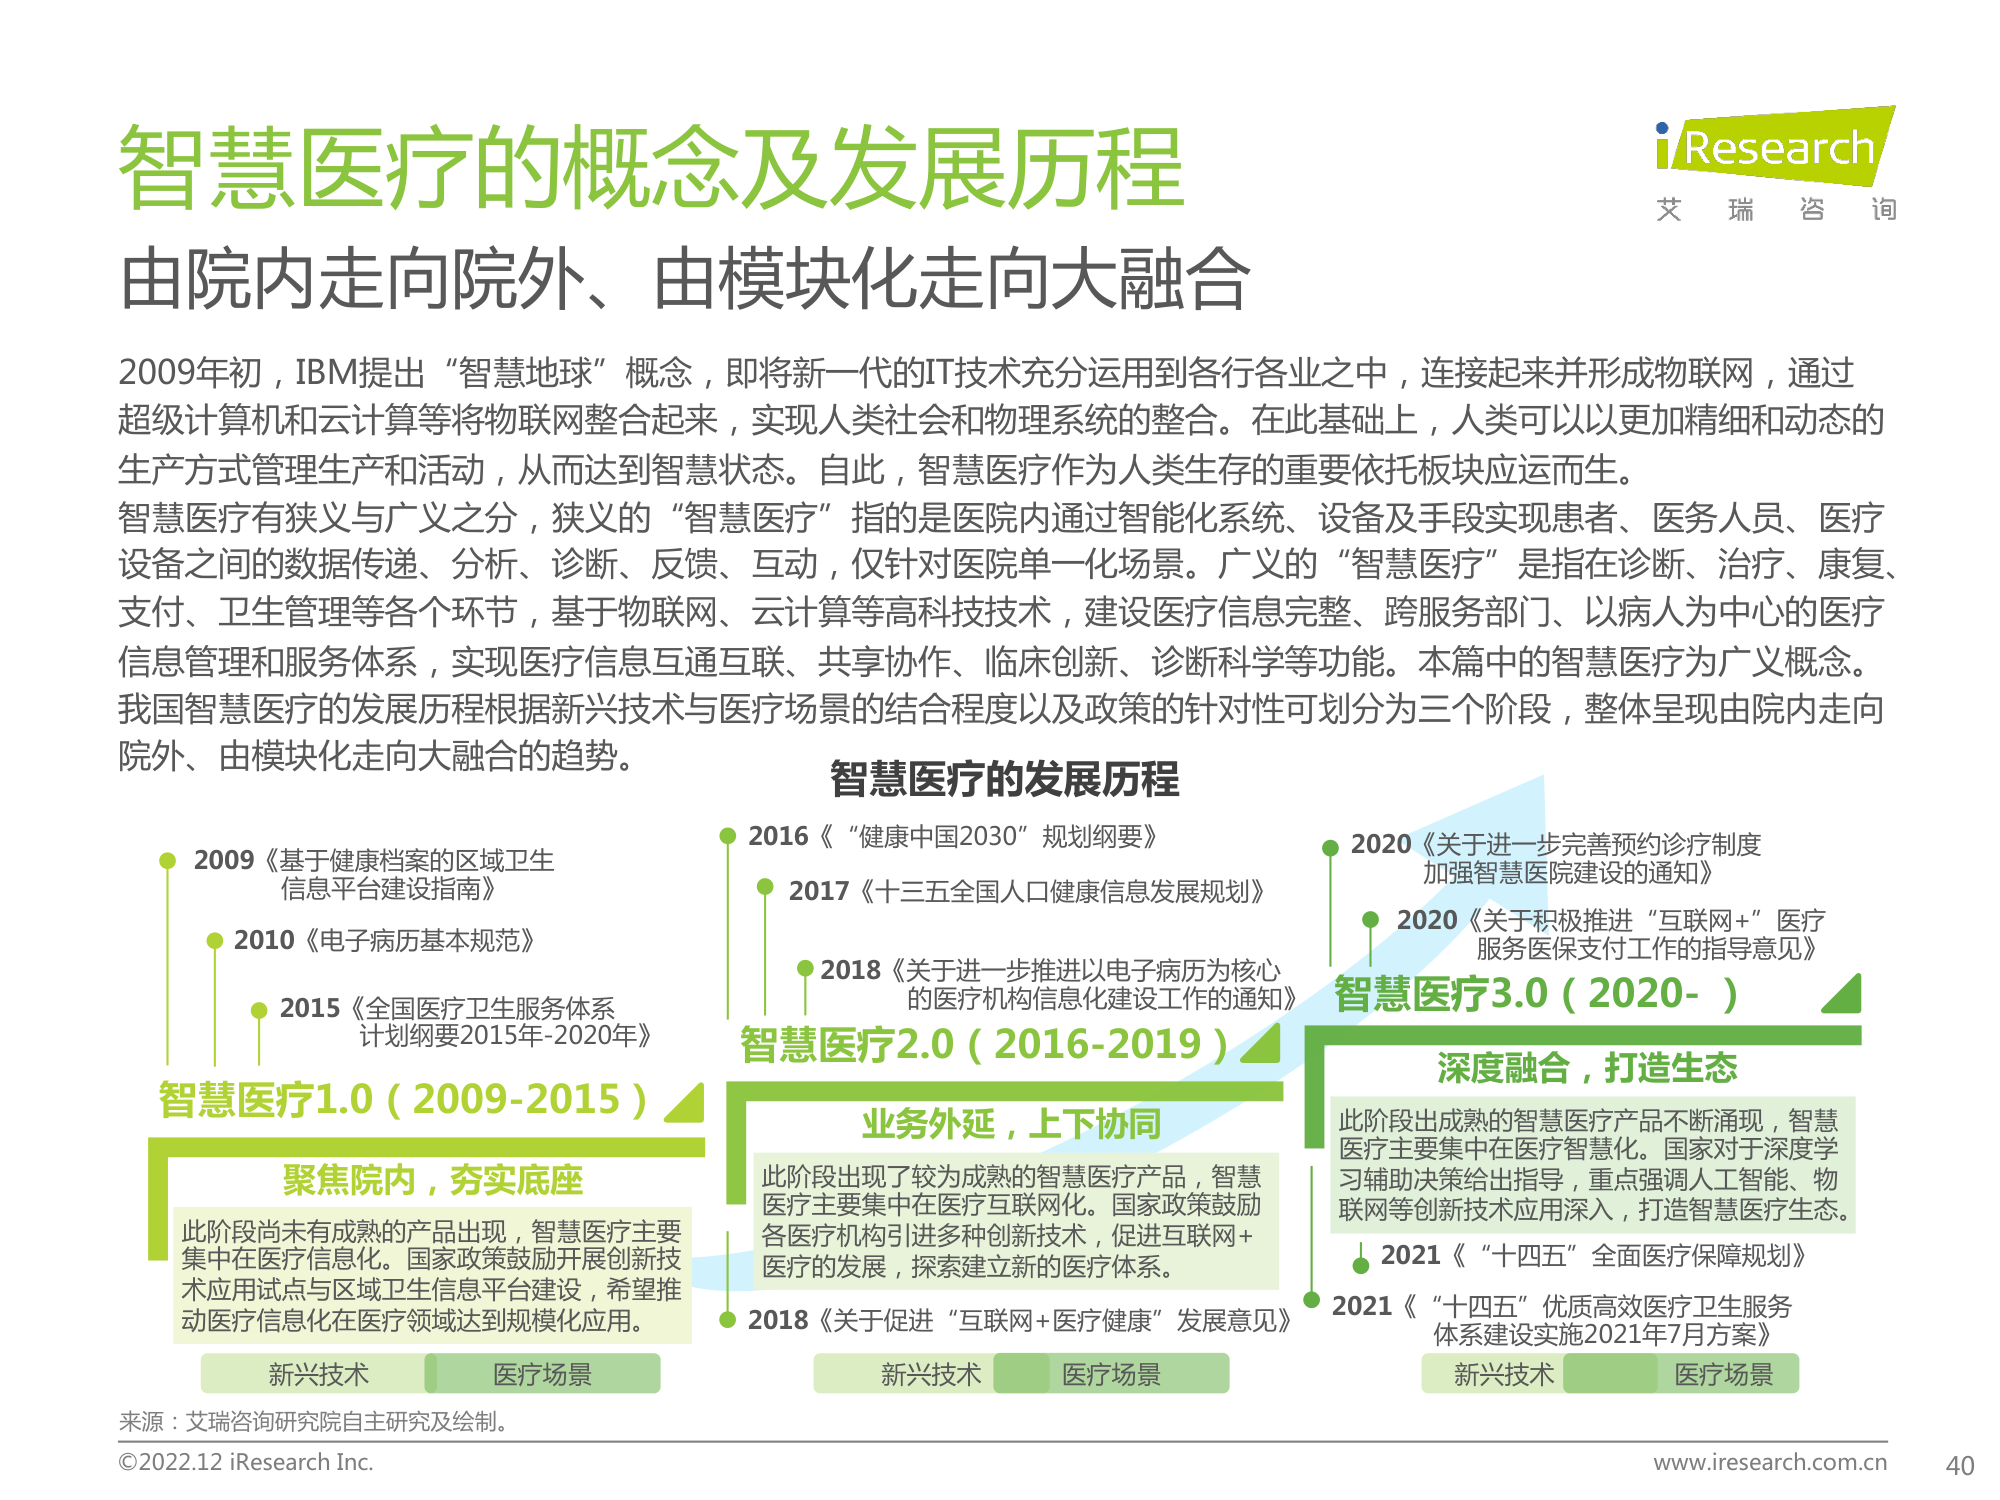 智慧医疗的概念及发展历程
iResearch
艾瑞咨询
由院内走向院外、由模块化走向大融合
2009年初，IBM提出“智慧地球”概念，即将新一代的IT技术充分运用到各行各业之中，连接起来并形成物联网，通过
超级计算机和云计算等将物联网整合起来，实现人类社会和物理系统的整合。在此基础上，人类可以以更加精细和动态的
生产方式管理生产和活动，从而达到智慧状态。自此，智慧医疗作为人类生存的重要依托板块应运而生。
智慧医疗有狭义与广义之分，狭义的“智慧医疗”指的是医院内通过智能化系统、设备及手段实现患者、医务人员、医疗
设备之间的数据传递、分析、诊断、反馈、互动，仅针对医院单一化场景。广义的“智慧医疗”是指在诊断、治疗、康复、
支付、卫生管理等各个环节，基于物联网、云计算等高科技技术，建设医疗信息完整、跨服务部门、以病人为中心的医疗
信息管理和服务体系，实现医疗信息互通互联、共享协作、临床创新、诊断科学等功能。本篇中的智慧医疗为广义概念。
我国智慧医疗的发展历程根据新兴技术与医疗场景的结合程度以及政策的针对性可划分为三个阶段，整体呈现由院内走向
院外、由模块化走向大融合的趋势。
智慧医疗的发展历程
2009《基于健康档案的区域卫生
信息平台建设指南》
2010《电子病历基本规范》
2015《全国医疗卫生服务体系
计划纲要2015年-2020年》
智慧医疗1.0（2009-2015）
聚焦院内，夯实底座
此阶段尚未有成熟的产品出现，智慧医疗主要
集中在医疗信息化。国家政策鼓励开展创新技
术应用试点与区域卫生信息平台建设，希望推
动医疗信息化在医疗领域达到规模化应用。
新兴技术 医疗场景
2016《“健康中国2030”规划纲要》
2017《十三五全国人口健康信息发展规划》
2018《关于进一步推进以电子病历为核心
的医疗机构信息化建设工作的通知》
智慧医疗2.0（2016-2019）
业务外延，上下协同
此阶段出现了较为成熟的智慧医疗产品，智慧
医疗主要集中在医疗互联网化。国家政策鼓励
各医疗机构引进多种创新技术，促进互联网+
医疗的发展，探索建立新的医疗体系。
2018《关于促进“互联网+医疗健康”发展意见》
新兴技术 医疗场景
2020《关于进一步完善预约诊疗制度
加强智慧医院建设的通知》
2020《关于积极推进“互联网+”医疗
服务医保支付工作的指导意见》
智慧医疗3.0（2020- ）
深度融合，打造生态
此阶段出成熟的智慧医疗产品不断涌现，智慧
医疗主要集中在医疗智慧化。国家对于深度学
习辅助决策给出指导，重点强调人工智能、物
联网等创新技术应用深入，打造智慧医疗生态。
2021《“十四五”全面医疗保障规划》
2021《“十四五”优质高效医疗卫生服务
体系建设实施2021年7月方案》
新兴技术 医疗场景
来源：艾瑞咨询研究院自主研究及绘制。
©2022.12 iResearch Inc.
www.iresearch.com.cn
40